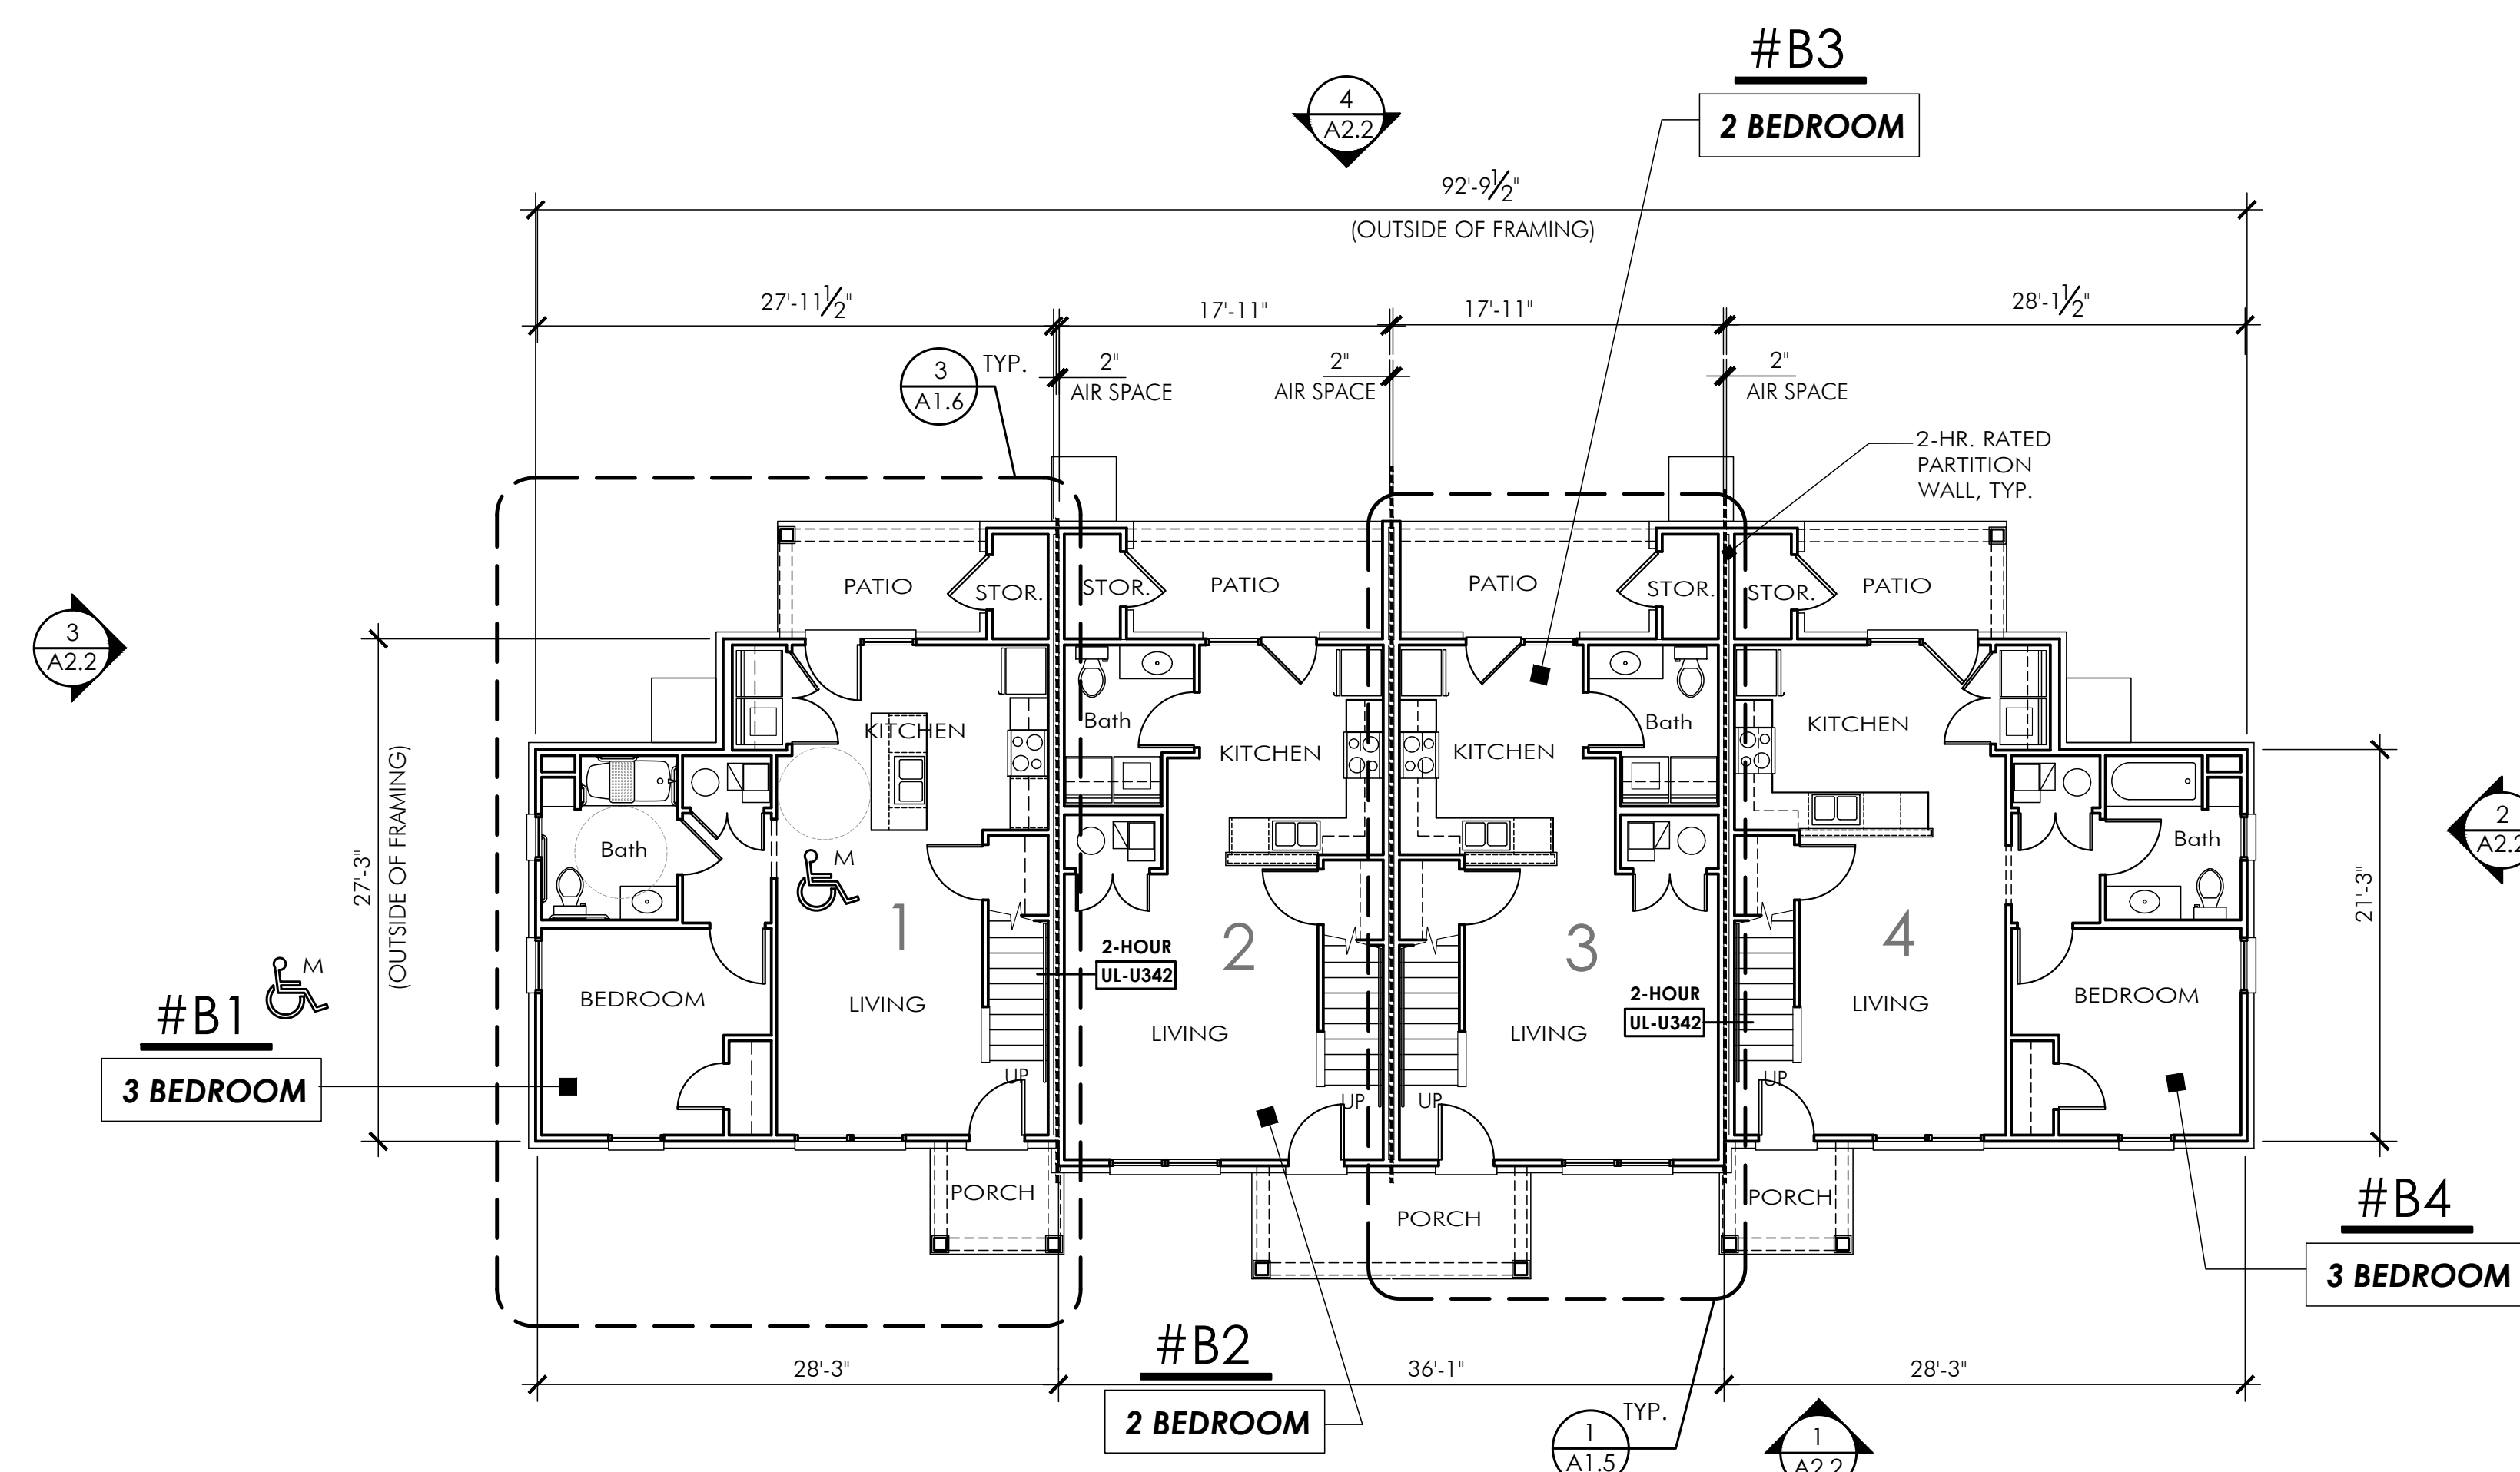 #B3
2 BEDROOM
4
A2.2
92'-9 1/2"
(OUTSIDE OF FRAMING)
27'-11 1/2"
17'-11"
17'-11"
28'-1 1/2"
3
A1.6
TYP.
2"
AIR SPACE
2"
AIR SPACE
2"
AIR SPACE
2-HR. RATED
PARTITION
WALL, TYP.
PATIO
STOR.
STOR.
PATIO
PATIO
STOR.
STOR.
PATIO
3
A2.2
KITCHEN
Bath
KITCHEN
KITCHEN
Bath
KITCHEN
27'-3"
(OUTSIDE OF FRAMING)
Bath
M
1
2
3
4
Bath
21'-3"
2
2-HOUR
UL-U342
2-HOUR
UL-U342
M
#B1
3 BEDROOM
BEDROOM
LIVING
LIVING
LIVING
LIVING
BEDROOM
UP
UP
UP
UP
PORCH
PORCH
PORCH
#B4
3 BEDROOM
28'-3"
36'-1"
28'-3"
#B2
2 BEDROOM
1
A1.5
TYP.
1
A2.2